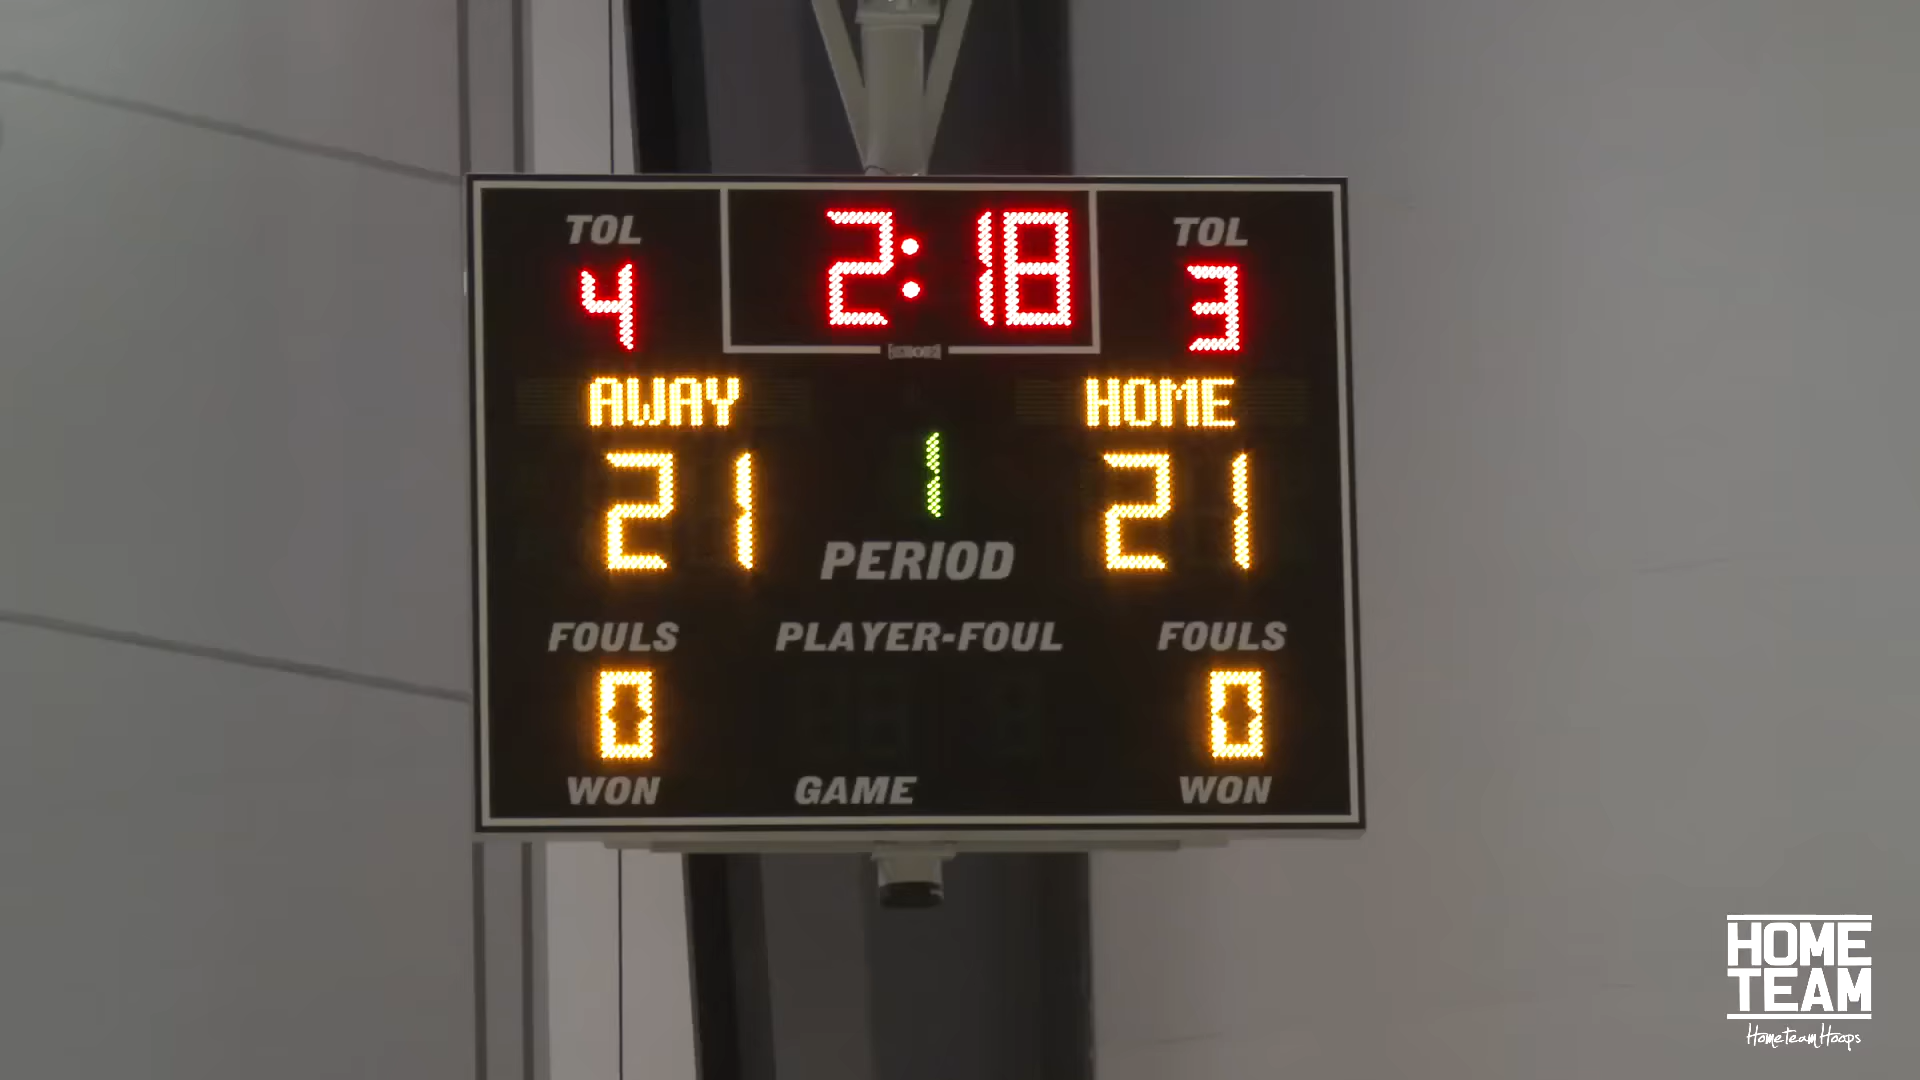 TOL
2:18
TOL
4
3
AWAY
HOME
21
1
21
PERIOD
FOULS
PLAYER-FOUL
FOULS
0
0
WON
GAME
WON
HOME
TEAM
HomeTeamHoops